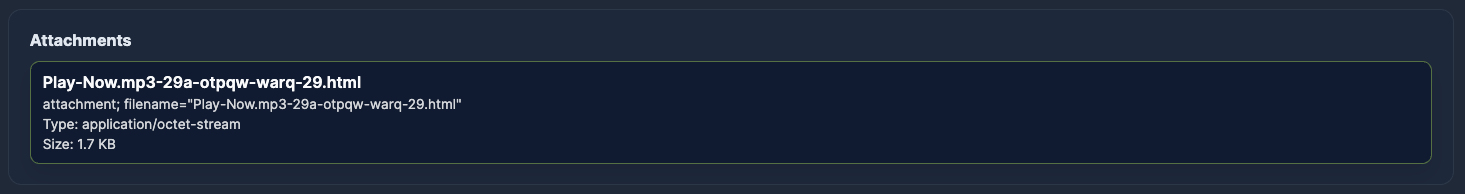 Attachments
Play-Now.mp3-29a-otpqw-warq-29.html
attachment; filename="Play-Now.mp3-29a-otpqw-warq-29.html"
Type: application/octet-stream
Size: 1.7 KB